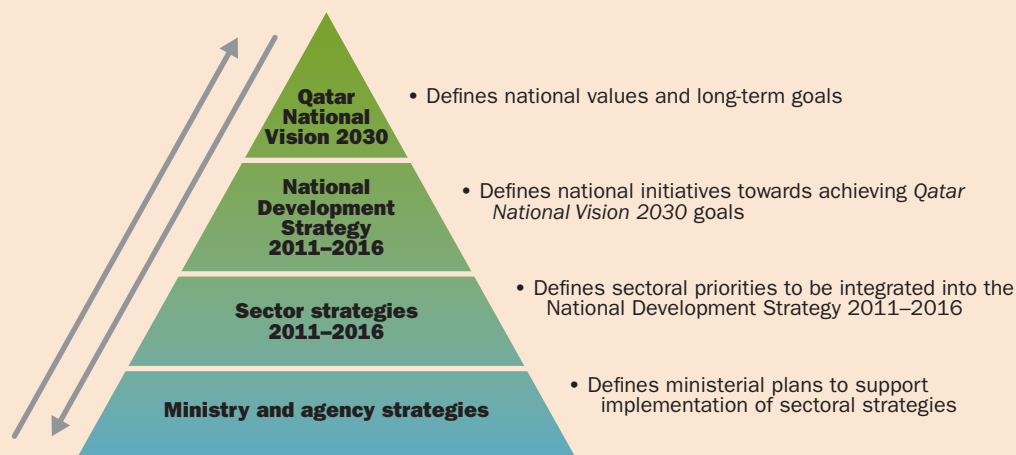 Qatar
National
Vision 2030
• Defines national values and long-term goals
National
Development
Strategy
2011–2016
• Defines national initiatives towards achieving Qatar
National Vision 2030 goals
Sector strategies
2011–2016
• Defines sectoral priorities to be integrated into the
National Development Strategy 2011–2016
Ministry and agency strategies
• Defines ministerial plans to support
implementation of sectoral strategies